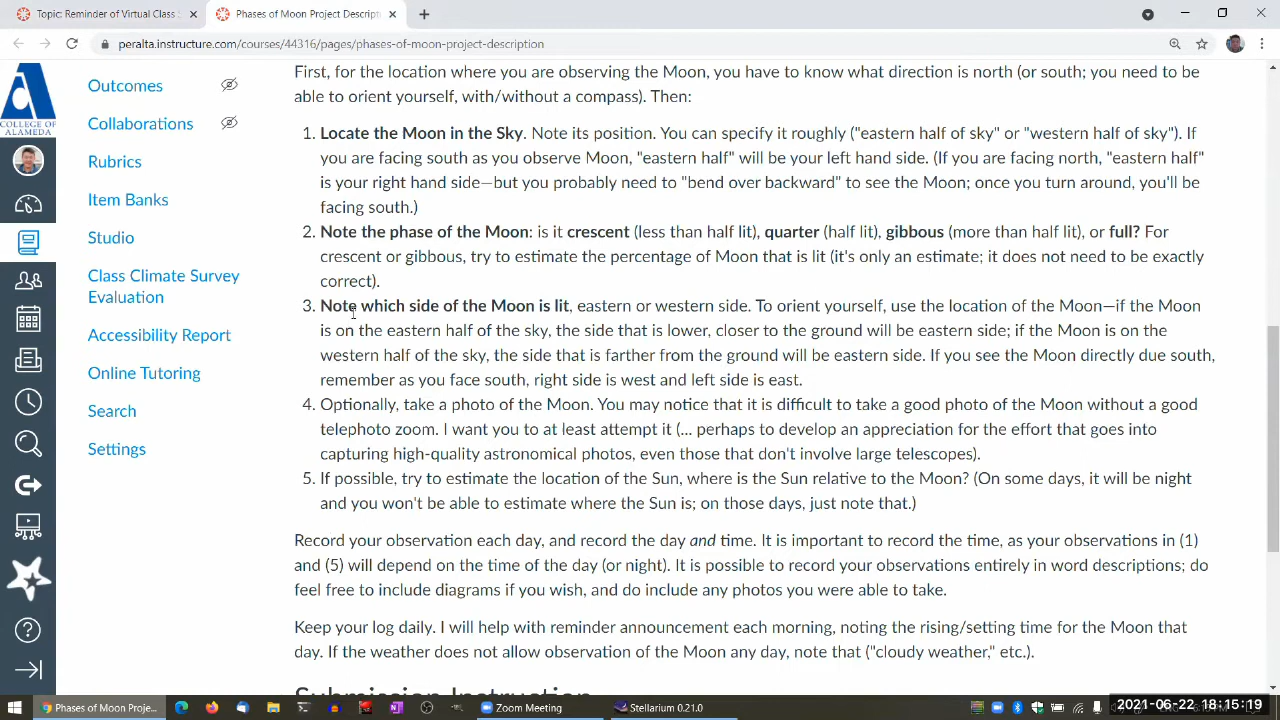 Topic: Reminder of Virtual Class
Phases of Moon Project Descript
peralta.instructure.com/courses/44316/pages/phases-of-moon-project-description
COLLEGE OF
ALAMEDA
Outcomes
Collaborations
Rubrics
Item Banks
Studio
Class Climate Survey
Evaluation
Accessibility Report
Online Tutoring
Search
Settings
First, for the location where you are observing the Moon, you have to know what direction is north (or south; you need to be
able to orient yourself, with/without a compass). Then:
1. Locate the Moon in the Sky. Note its position. You can specify it roughly ("eastern half of sky" or "western half of sky"). If
you are facing south as you observe Moon, "eastern half" will be your left hand side. (If you are facing north, "eastern half"
is your right hand side—but you probably need to "bend over backward" to see the Moon; once you turn around, you'll be
facing south.)
2. Note the phase of the Moon: is it crescent (less than half lit), quarter (half lit), gibbous (more than half lit), or full? For
crescent or gibbous, try to estimate the percentage of Moon that is lit (it's only an estimate; it does not need to be exactly
correct).
3. Note which side of the Moon is lit, eastern or western side. To orient yourself, use the location of the Moon—if the Moon
is on the eastern half of the sky, the side that is lower, closer to the ground will be eastern side; if the Moon is on the
western half of the sky, the side that is farther from the ground will be eastern side. If you see the Moon directly due south,
remember as you face south, right side is west and left side is east.
4. Optionally, take a photo of the Moon. You may notice that it is difficult to take a good photo of the Moon without a good
telephoto zoom. I want you to at least attempt it (... perhaps to develop an appreciation for the effort that goes into
capturing high-quality astronomical photos, even those that don't involve large telescopes).
5. If possible, try to estimate the location of the Sun, where is the Sun relative to the Moon? (On some days, it will be night
and you won't be able to estimate where the Sun is; on those days, just note that.)
Record your observation each day, and record the day and time. It is important to record the time, as your observations in (1)
and (5) will depend on the time of the day (or night). It is possible to record your observations entirely in word descriptions; do
feel free to include diagrams if you wish, and do include any photos you were able to take.
Keep your log daily. I will help with reminder announcement each morning, noting the rising/setting time for the Moon that
day. If the weather does not allow observation of the Moon any day, note that ("cloudy weather," etc.).
Submission Instruction
Phases of Moon Proje...
Zoom Meeting
Stellarium 0.21.0
2021-06-22 18:15:19